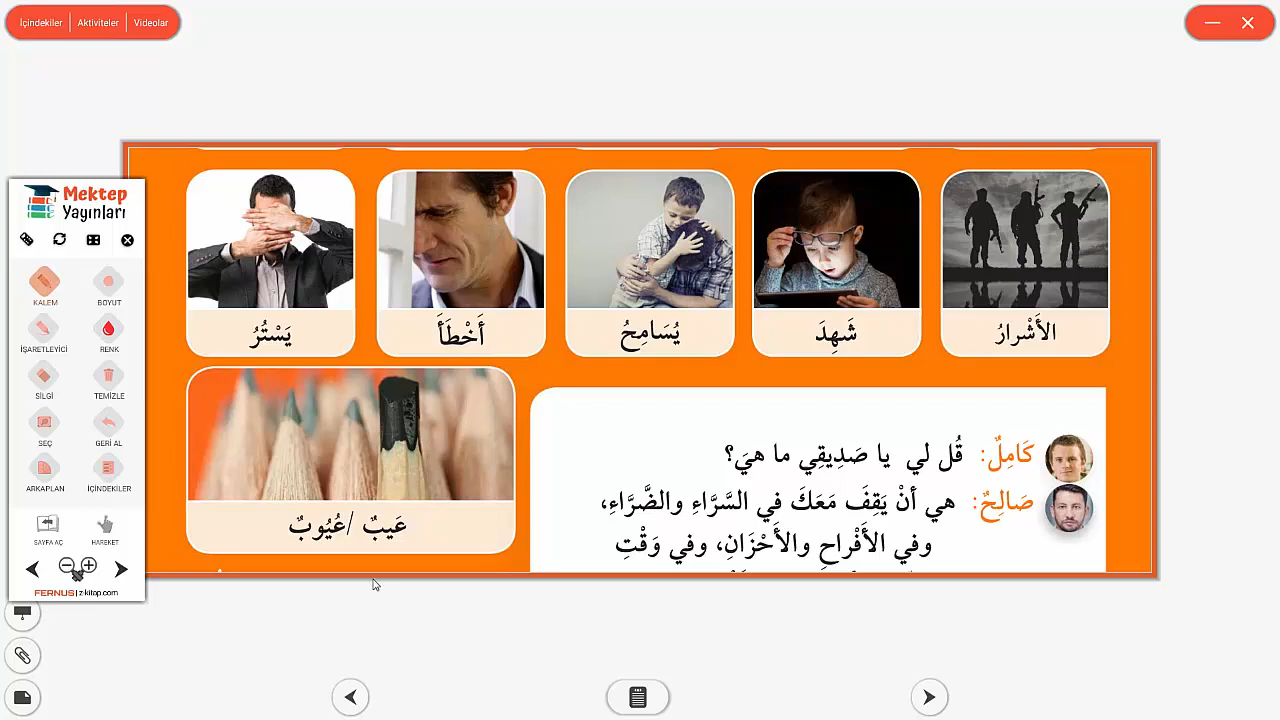 İçindekiler
Aktiviteler
Videolar
Mektep
Yayınları
KALEM
BOYUT
İŞARETLEYİCİ
RENK
SİLGİ
TEMİZLE
SEÇ
GERİ AL
ARKAPLAN
İÇİNDEKİLER
SAYFA AÇ
HAREKET
FERNUS | z-kitap.com
الأَشْرارُ
شَهِدَ
يُسَامِحُ
أَخْطَأَ
يَسْتُرُ
عَيبٌ /عُيُوبٌ
كَامِلٌ: قُل لي يا صَدِيقِي ما هيَ؟
صَالِحٌ: هي أنْ يَقِفَ مَعَكَ في السَّرَّاءِ والضَّرَّاءِ،
وفي الأَفْراحِ والأَحْزَانِ، وفي وَقْتِ